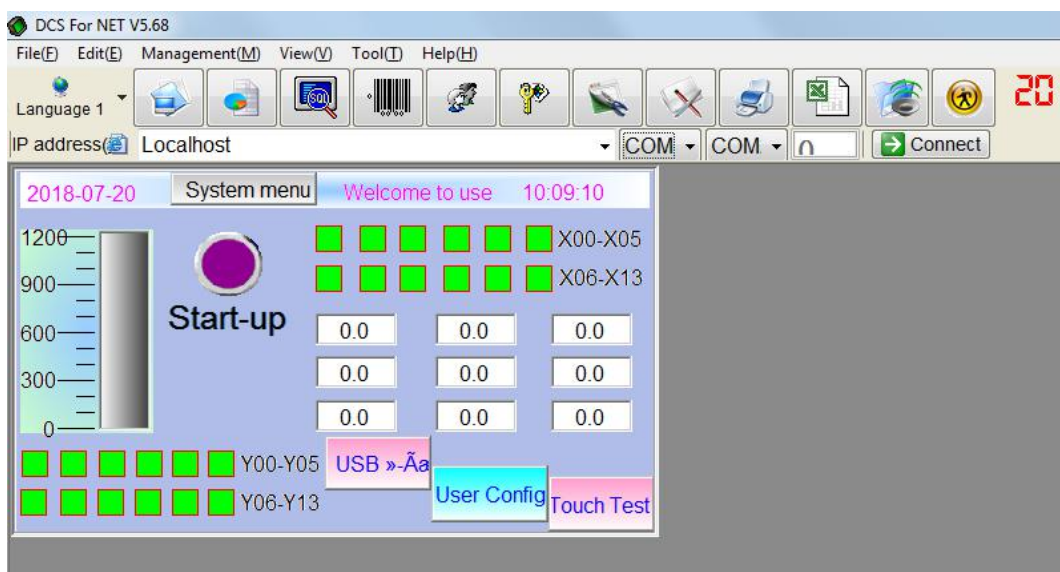 DCS For NET V5.68
File(F) Edit(E) Management(M) View(V) Tool(T) Help(H)
Language 1
SQL
20
IP address( Localhost COM COM 0 Connect
2018-07-20 System menu Welcome to use 10:09:10
1200
900
600
300
0
Start-up
X00-X05
X06-X13
0.0 0.0 0.0
0.0 0.0 0.0
0.0 0.0 0.0
Y00-Y05
Y06-Y13
USB »-Ãa
User Config
Touch Test